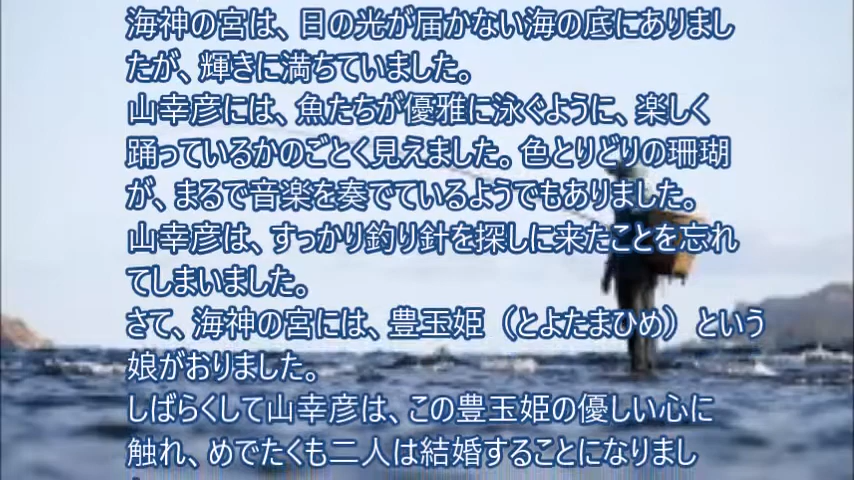 海神の宮は、日の光が届かない海の底にありまし
たが、輝きに満ちていました。
山幸彦には、魚たちが優雅に泳ぐように、楽しく
踊っているかのごとく見えました。色とりどりの珊瑚
が、まるで音楽を奏でているようでもありました。
山幸彦は、すっかり釣り針を探しに来たことを忘れ
てしまいました。
さて、海神の宮には、豊玉姫（とよたまひめ）という
娘がおりました。
しばらくして山幸彦は、この豊玉姫の優しい心に
触れ、めでたくも二人は結婚することになりまし